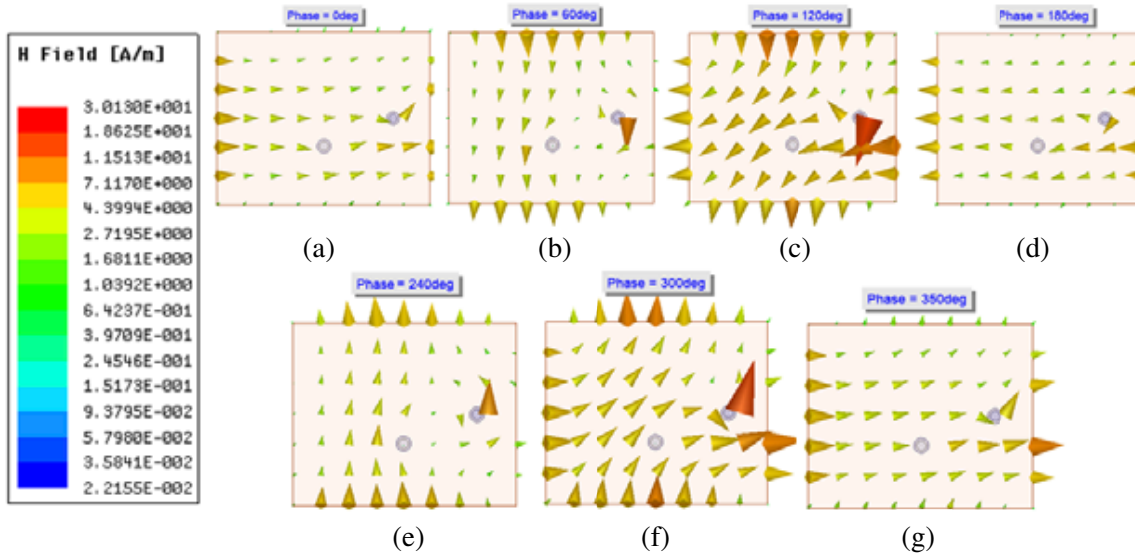 Phase = 0deg
Phase = 60deg
Phase = 120deg
Phase = 180deg
H Field [A/m]
3.0130E+001
1.8625E+001
1.1513E+001
7.1170E+000
4.3994E+000
2.7195E+000
1.6811E+000
1.0392E+000
6.4237E-001
3.9709E-001
2.4546E-001
1.5173E-001
9.3795E-002
5.7980E-002
3.5841E-002
2.2155E-002
(a)
(b)
(c)
(d)
Phase = 240deg
Phase = 300deg
Phase = 350deg
(e)
(f)
(g)